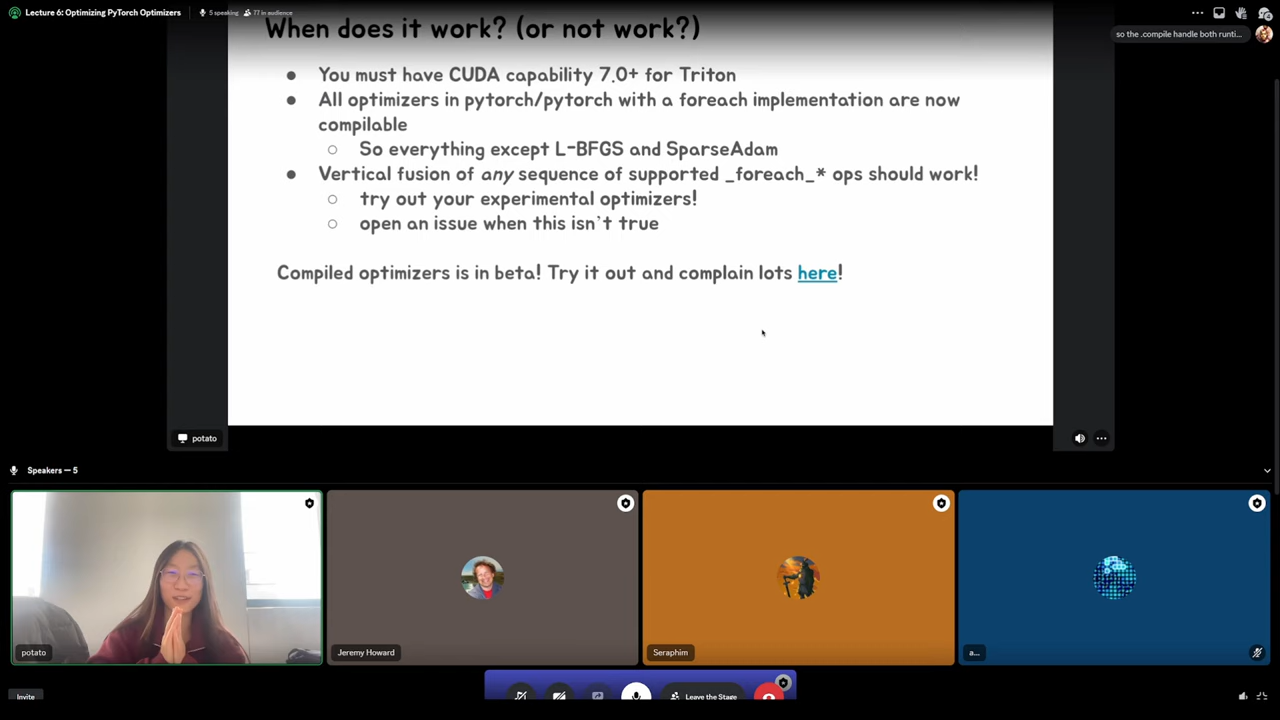 Lecture 6: Optimizing PyTorch Optimizers
5 speaking
77 in audience
so the .compile handle both runti...
When does it work? (or not work?)
● You must have CUDA capability 7.0+ for Triton
● All optimizers in pytorch/pytorch with a foreach implementation are now
compilable
○ So everything except L-BFGS and SparseAdam
● Vertical fusion of any sequence of supported _foreach_* ops should work!
○ try out your experimental optimizers!
○ open an issue when this isn't true
Compiled optimizers is in beta! Try it out and complain lots here!
potato
Speakers — 5
potato
Jeremy Howard
Seraphim
a...
Invite
Leave the Stage